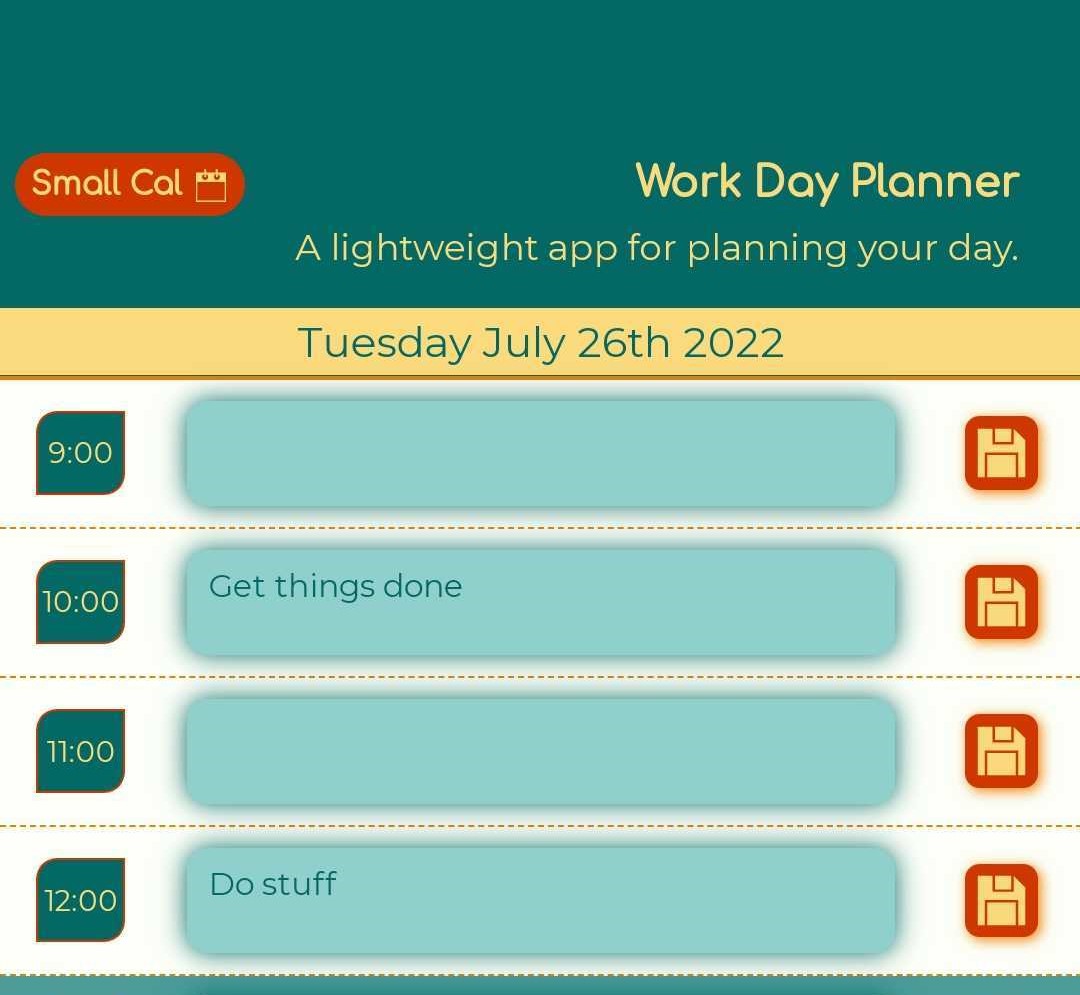 Small Cal
Work Day Planner
A lightweight app for planning your day.
Tuesday July 26th 2022
9:00
10:00
Get things done
11:00
12:00
Do stuff